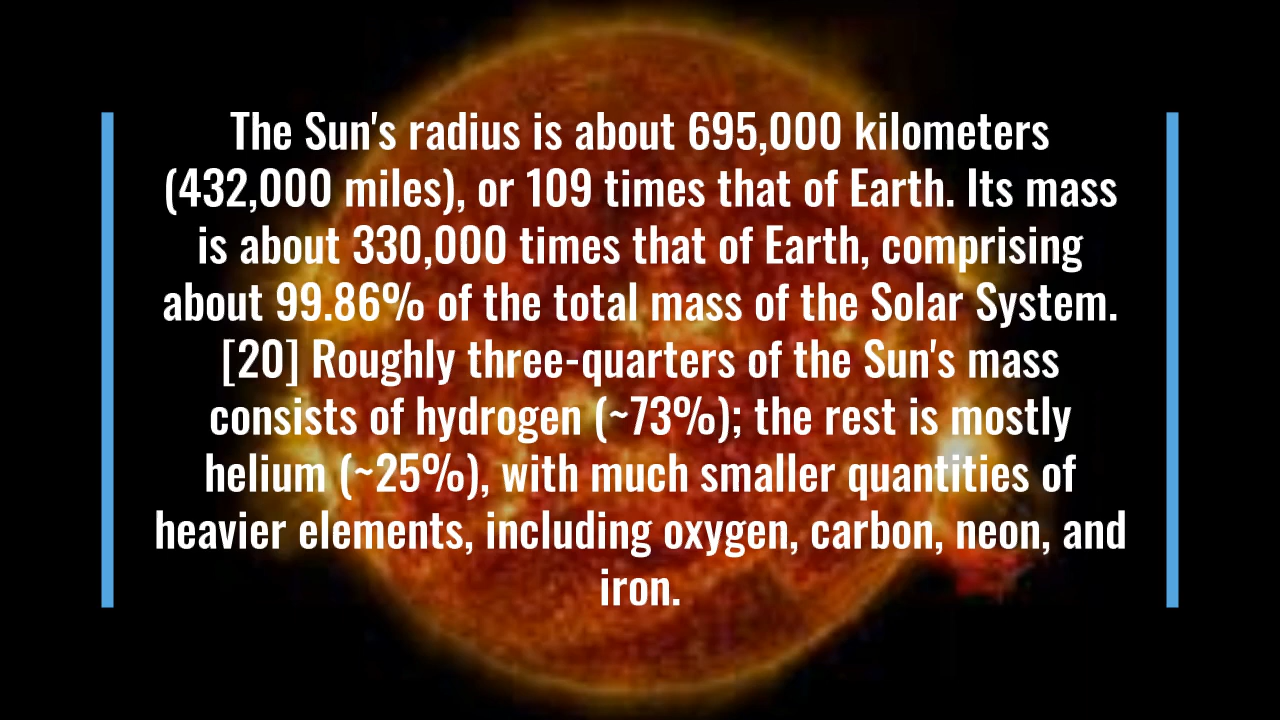 The Sun's radius is about 695,000 kilometers
(432,000 miles), or 109 times that of Earth. Its mass
is about 330,000 times that of Earth, comprising
about 99.86% of the total mass of the Solar System.
[20] Roughly three-quarters of the Sun's mass
consists of hydrogen (~73%); the rest is mostly
helium (~25%), with much smaller quantities of
heavier elements, including oxygen, carbon, neon, and
iron.